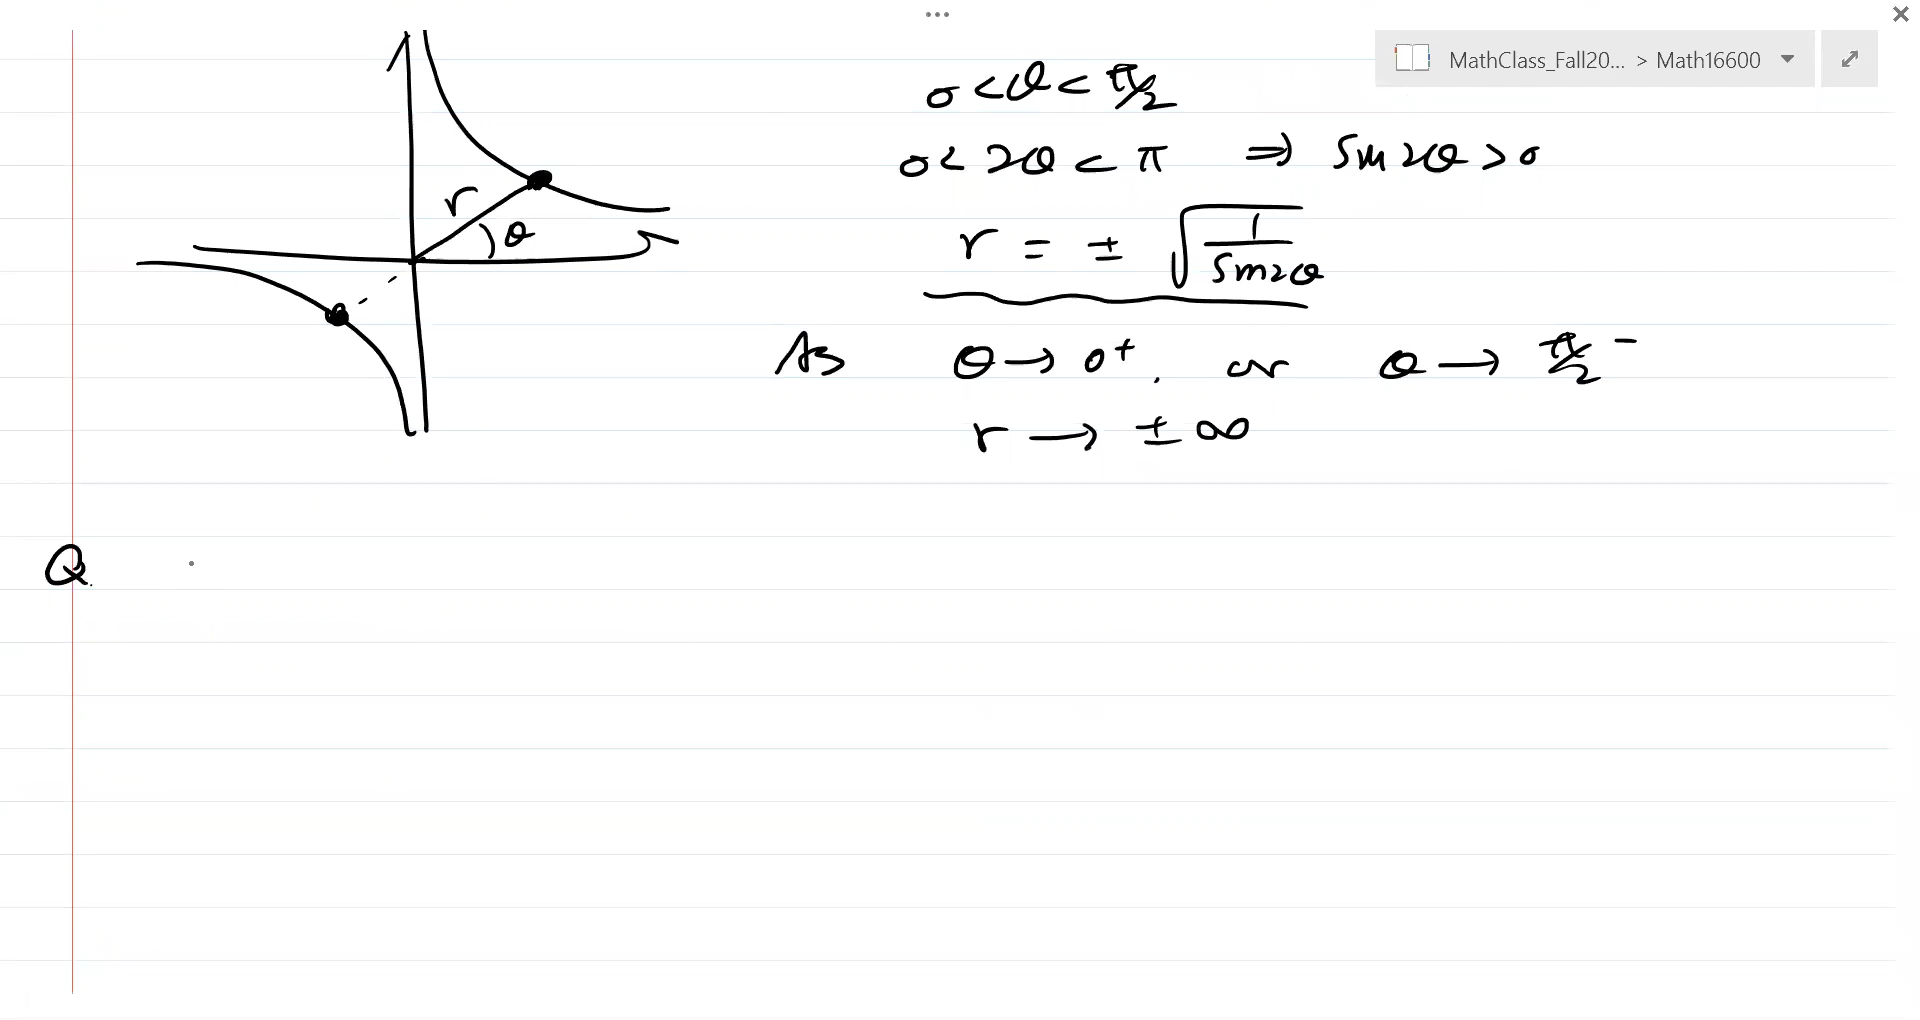 MathClass_Fall20... > Math16600
0 < θ < π/2
0 < 2θ < π ⇒ sin 2θ > 0
r = ± √(1/sin 2θ)
r
θ
As θ → 0⁺, or θ → π/2⁻
r → ± ∞
Q.